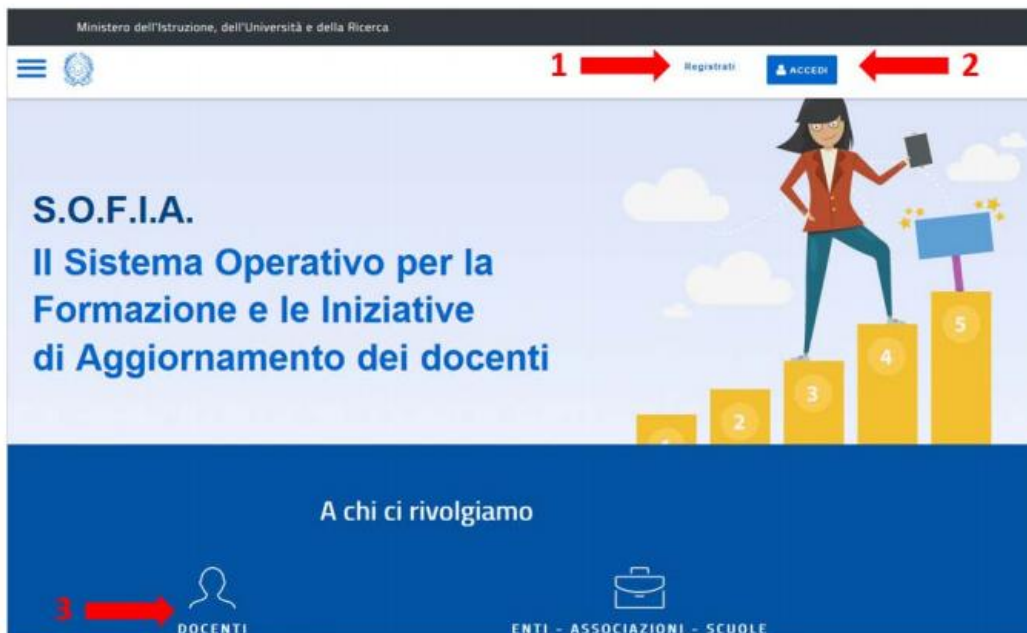 Ministero dell'Istruzione, dell'Università e della Ricerca
1
Registrati
ACCEDI
2
S.O.F.I.A.
Il Sistema Operativo per la
Formazione e le Iniziative
di Aggiornamento dei docenti
5
4
3
2
1
A chi ci rivolgiamo
3
DOCENTI
ENTI - ASSOCIAZIONI - SCUOLE